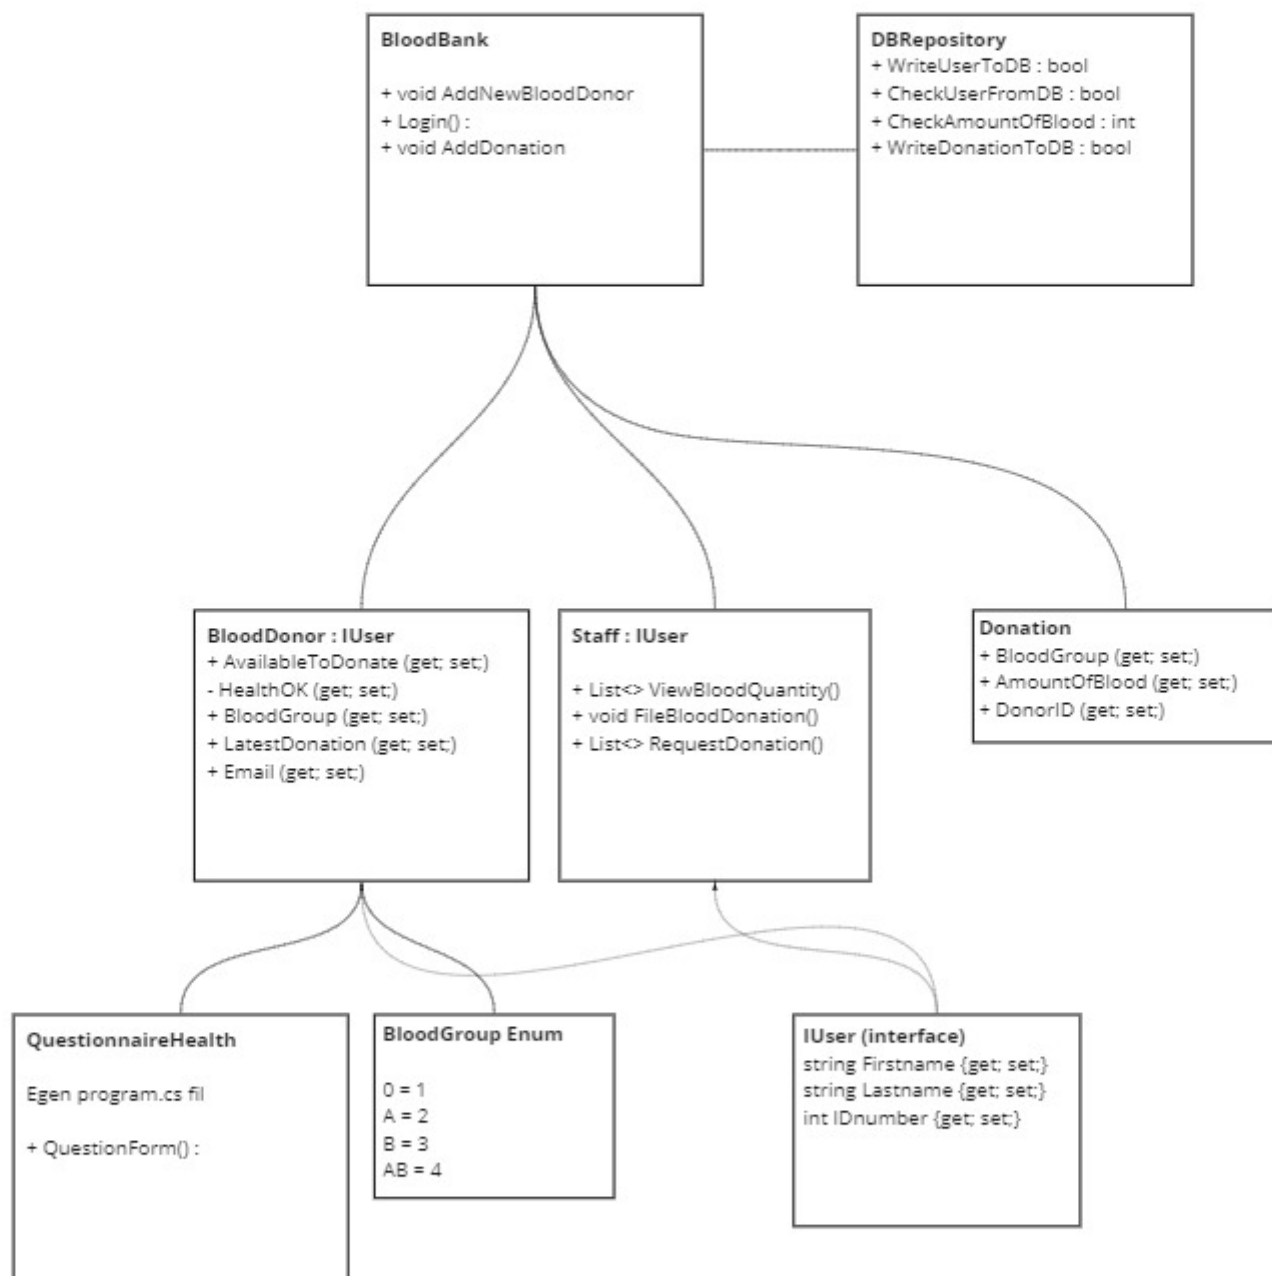 BloodBank
+ void AddNewBloodDonor
+ Login() :
+ void AddDonation
DBRepository
+ WriteUserToDB : bool
+ CheckUserFromDB : bool
+ CheckAmountOfBlood : int
+ WriteDonationToDB : bool
BloodDonor : IUser
+ AvailableToDonate (get; set;)
- HealthOK (get; set;)
+ BloodGroup (get; set;)
+ LatestDonation (get; set;)
+ Email (get; set;)
Staff : IUser
+ List<> ViewBloodQuantity()
+ void FileBloodDonation()
+ List<> RequestDonation()
Donation
+ BloodGroup (get; set;)
+ AmountOfBlood (get; set;)
+ DonorID (get; set;)
QuestionnaireHealth
Egen program.cs fil
+ QuestionForm() :
BloodGroup Enum
0 = 1
A = 2
B = 3
AB = 4
IUser (interface)
string Firstname {get; set;}
string Lastname {get; set;}
int IDnumber {get; set;}